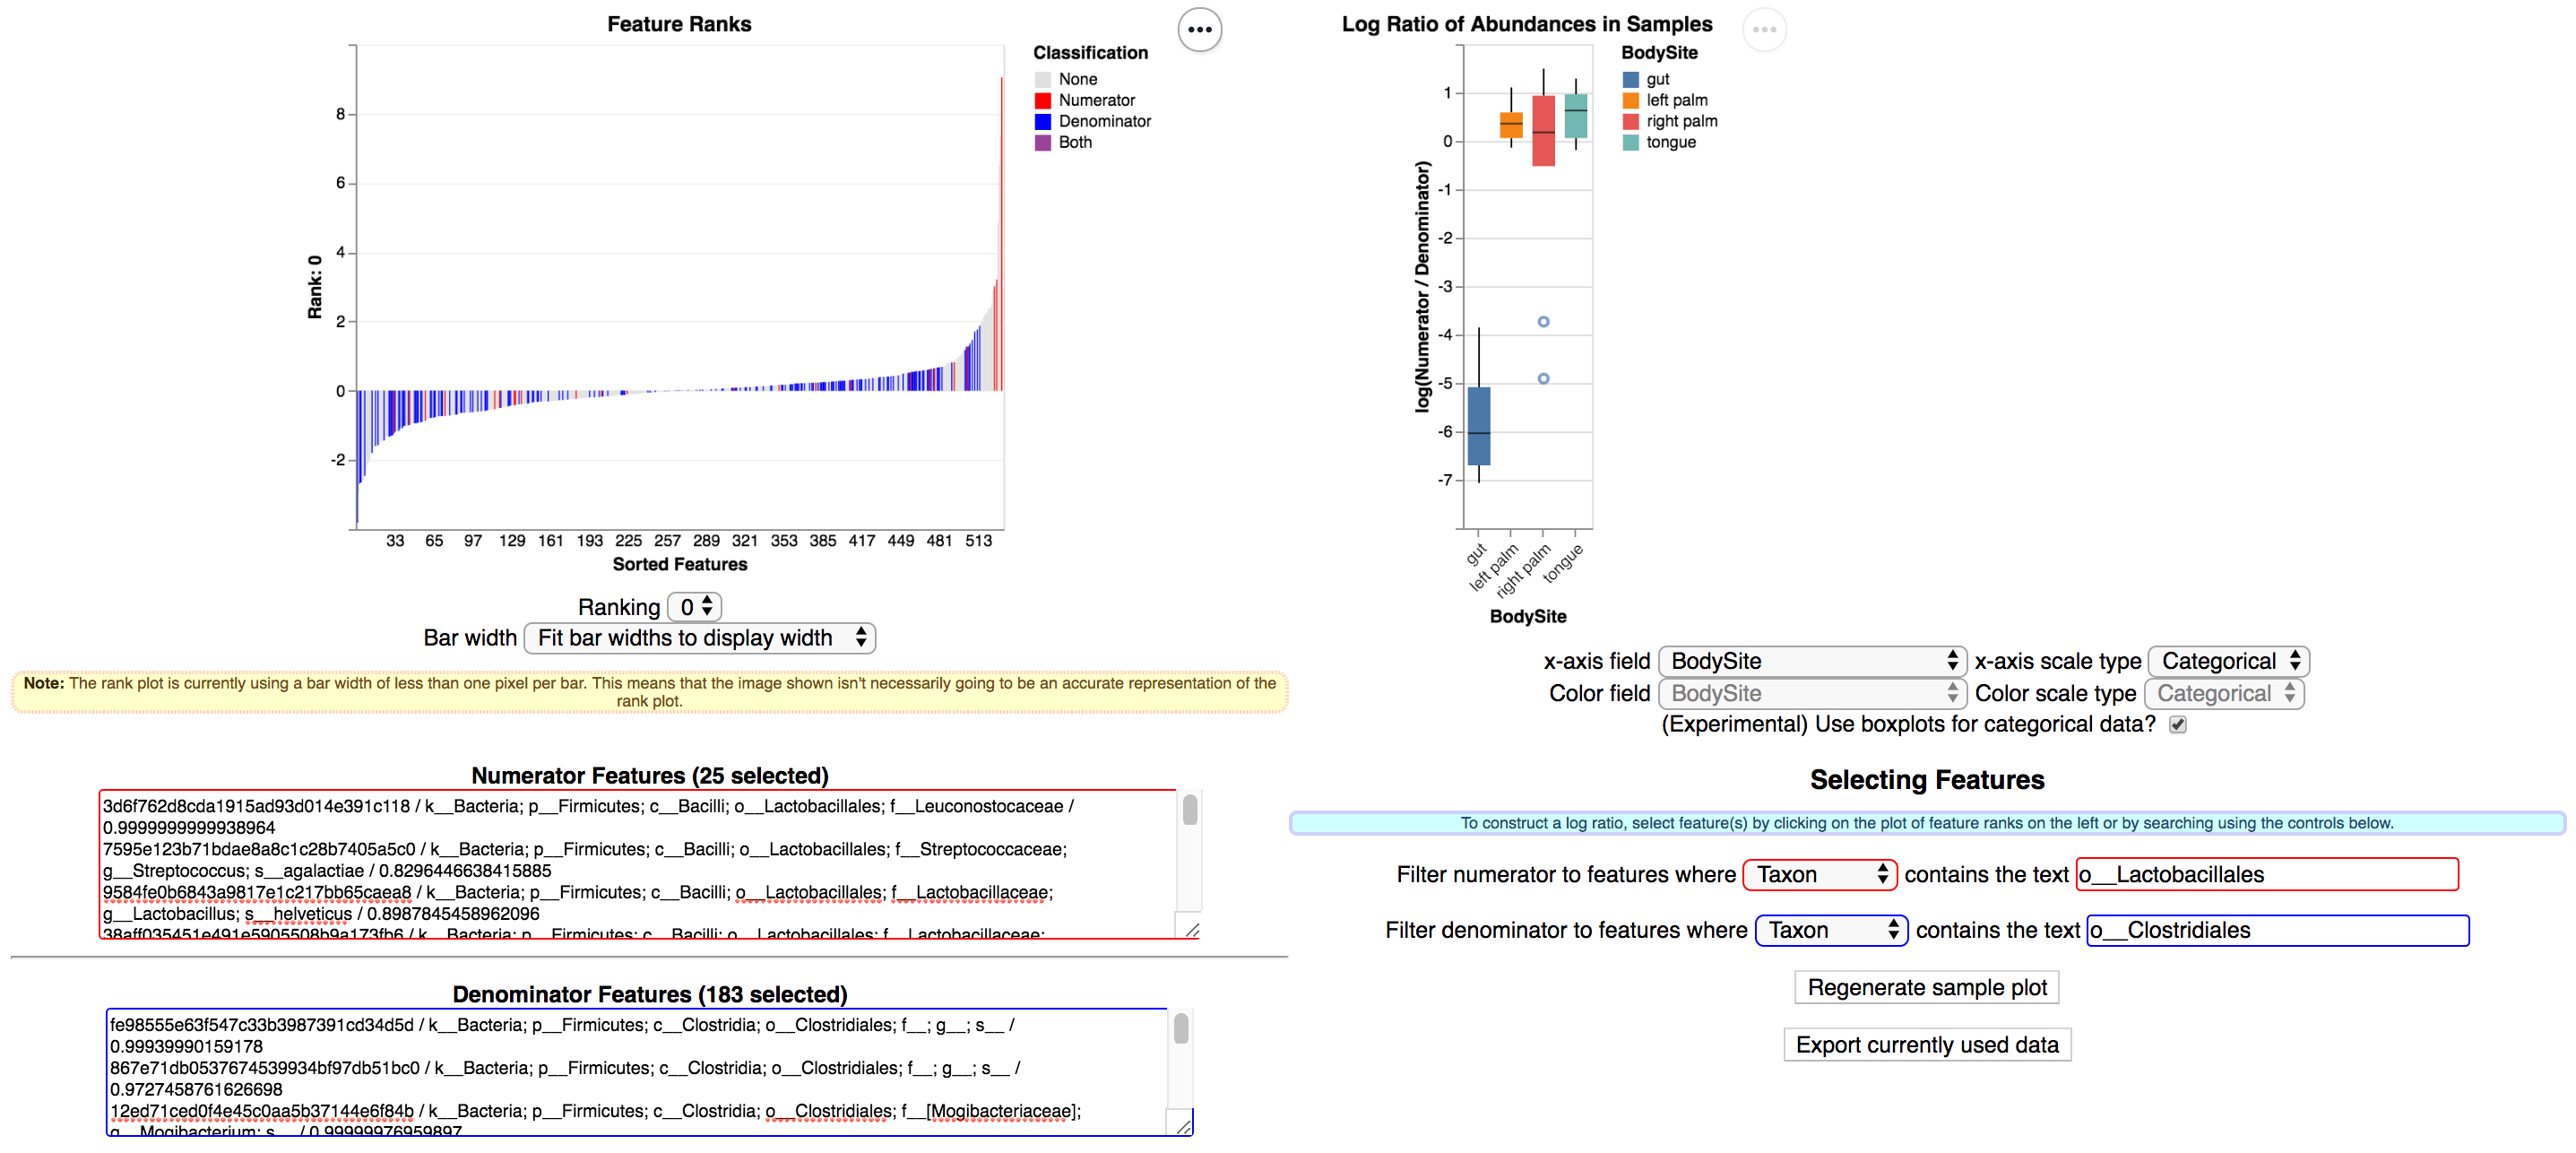 Feature Ranks
Classification
None
Numerator
Denominator
Both
8
6
4
2
0
-2
Rank: 0
33 65 97 129 161 193 225 257 289 321 353 385 417 449 481 513
Sorted Features
Ranking 0
Bar width Fit bar widths to display width
Note: The rank plot is currently using a bar width of less than one pixel per bar. This means that the image shown isn't necessarily going to be an accurate representation of the
rank plot.
Numerator Features (25 selected)
3d6f762d8cda1915ad93d014e391c118 / k__Bacteria; p__Firmicutes; c__Bacilli; o__Lactobacillales; f__Leuconostocaceae /
0.9999999999938964
7595e123b71bdae8a8c1c28b7405a5c0 / k__Bacteria; p__Firmicutes; c__Bacilli; o__Lactobacillales; f__Streptococcaceae;
g__Streptococcus; s__agalactiae / 0.8296446638415885
9584fe0b6843a9817e1c217bb65caea8 / k__Bacteria; p__Firmicutes; c__Bacilli; o__Lactobacillales; f__Lactobacillaceae;
g__Lactobacillus; s__helveticus / 0.8987845458962096
38aff035451e491e5905508b9a173fb6 / k__Bacteria; p__Firmicutes; c__Bacilli; o__Lactobacillales; f__Lactobacillaceae;
Denominator Features (183 selected)
fe98555e63f547c33b3987391cd34d5d / k__Bacteria; p__Firmicutes; c__Clostridia; o__Clostridiales; f__; g__; s__ /
0.99939990159178
867e71db0537674539934bf97db51bc0 / k__Bacteria; p__Firmicutes; c__Clostridia; o__Clostridiales; f__; g__; s__ /
0.9727458761626698
12ed71ced0f4e45c0aa5b37144e6f84b / k__Bacteria; p__Firmicutes; c__Clostridia; o__Clostridiales; f__[Mogibacteriaceae];
g__Mogibacterium; s__ / 0.99999976959897
Log Ratio of Abundances in Samples
BodySite
gut
left palm
right palm
tongue
1
0
-1
-2
-3
-4
-5
-6
-7
log(Numerator / Denominator)
gut
left palm
right palm
tongue
BodySite
x-axis field BodySite x-axis scale type Categorical
Color field BodySite Color scale type Categorical
(Experimental) Use boxplots for categorical data?
Selecting Features
To construct a log ratio, select feature(s) by clicking on the plot of feature ranks on the left or by searching using the controls below.
Filter numerator to features where Taxon contains the text o__Lactobacillales
Filter denominator to features where Taxon contains the text o__Clostridiales
Regenerate sample plot
Export currently used data